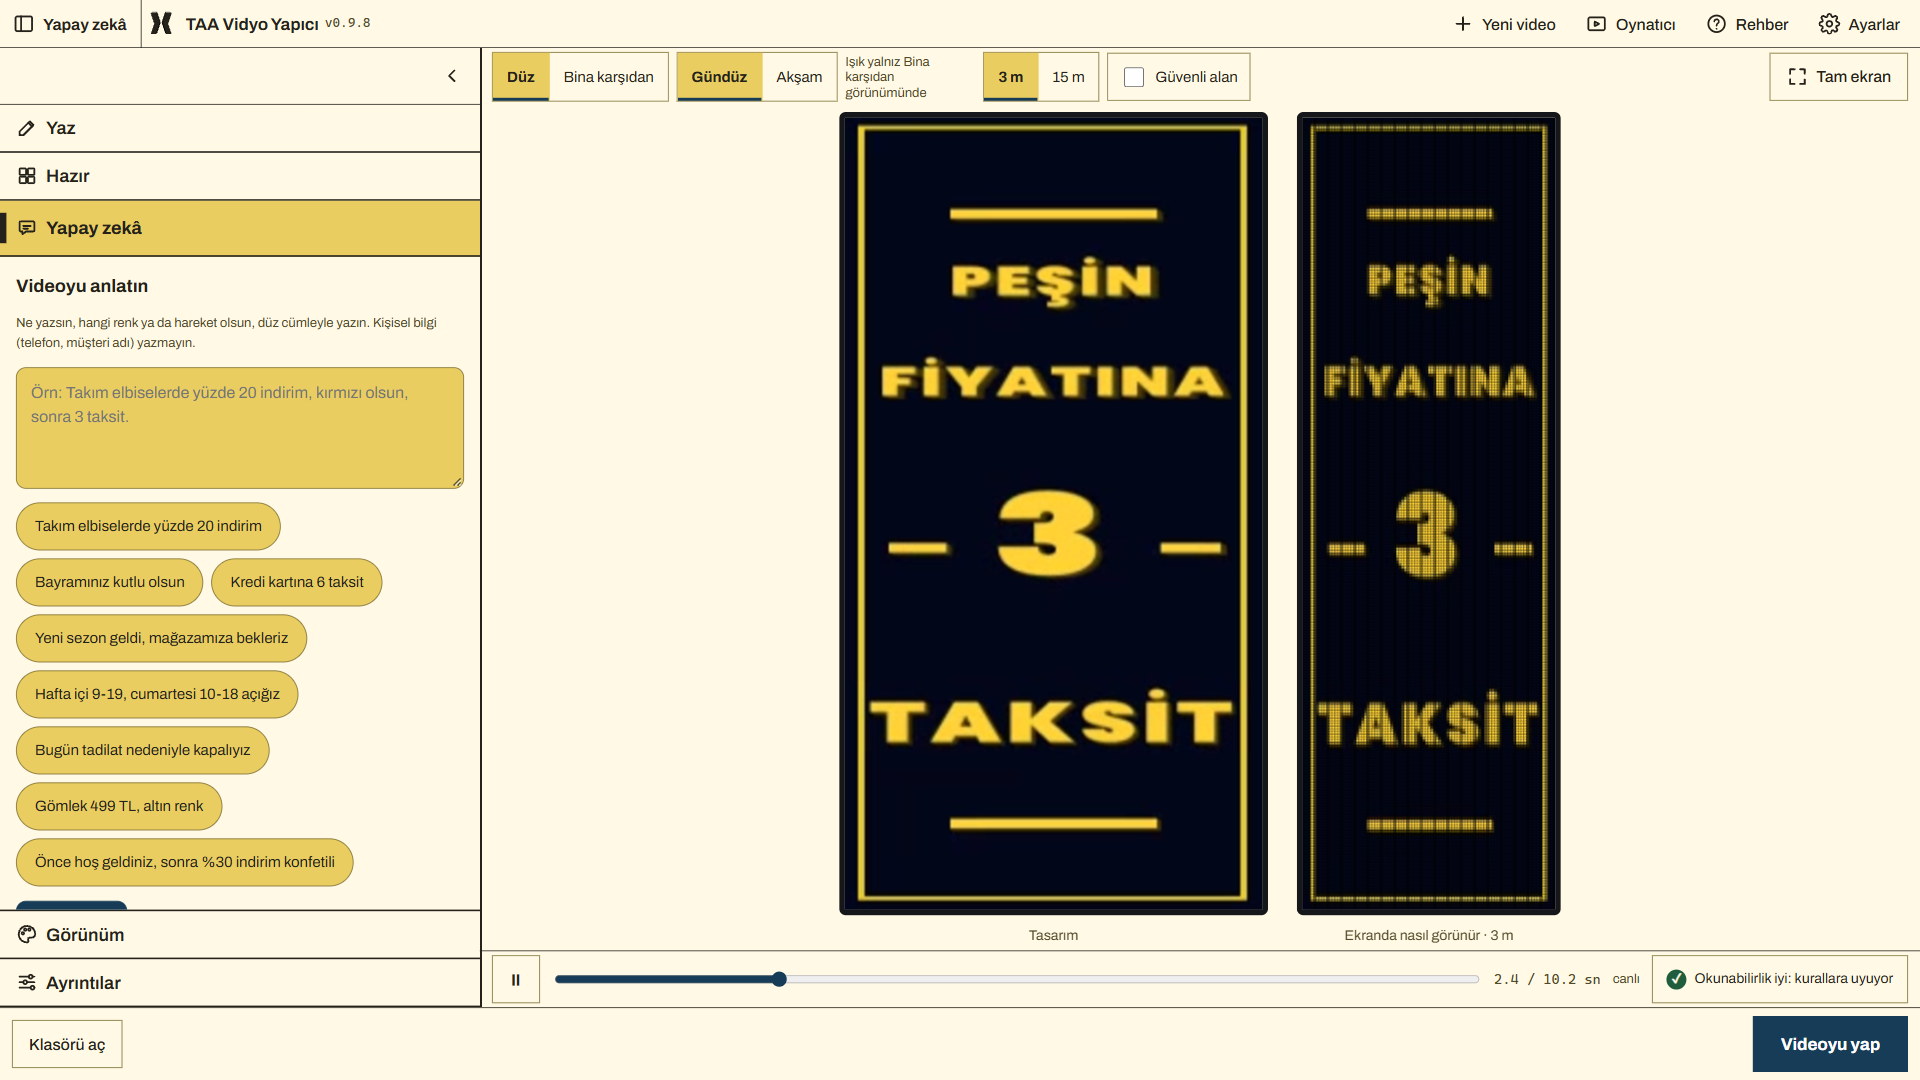 Yapay zekâ
TAA Vidyo Yapıcı v0.9.8
Yeni video
Oynatıcı
Rehber
Ayarlar
Yaz
Hazır
Yapay zekâ
Videoyu anlatın
Ne yazsın, hangi renk ya da hareket olsun, düz cümleyle yazın. Kişisel bilgi
(telefon, müşteri adı) yazmayın.
Örn: Takım elbiselerde yüzde 20 indirim, kırmızı olsun,
sonra 3 taksit.
Takım elbiselerde yüzde 20 indirim
Bayramınız kutlu olsun
Kredi kartına 6 taksit
Yeni sezon geldi, mağazamıza bekleriz
Hafta içi 9-19, cumartesi 10-18 açığız
Bugün tadilat nedeniyle kapalıyız
Gömlek 499 TL, altın renk
Önce hoş geldiniz, sonra %30 indirim konfetili
Görünüm
Ayrıntılar
Klasörü aç
Düz
Bina karşıdan
Gündüz
Akşam
Işık yalnız Bina
karşıdan
görünümünde
3 m
15 m
Güvenli alan
Tam ekran
PEŞİN
FİYATINA
3
TAKSİT
Tasarım
PEŞİN
FİYATINA
3
TAKSİT
Ekranda nasıl görünür · 3 m
2.4 / 10.2 sn
canlı
Okunabilirlik iyi: kurallara uyuyor
Videoyu yap